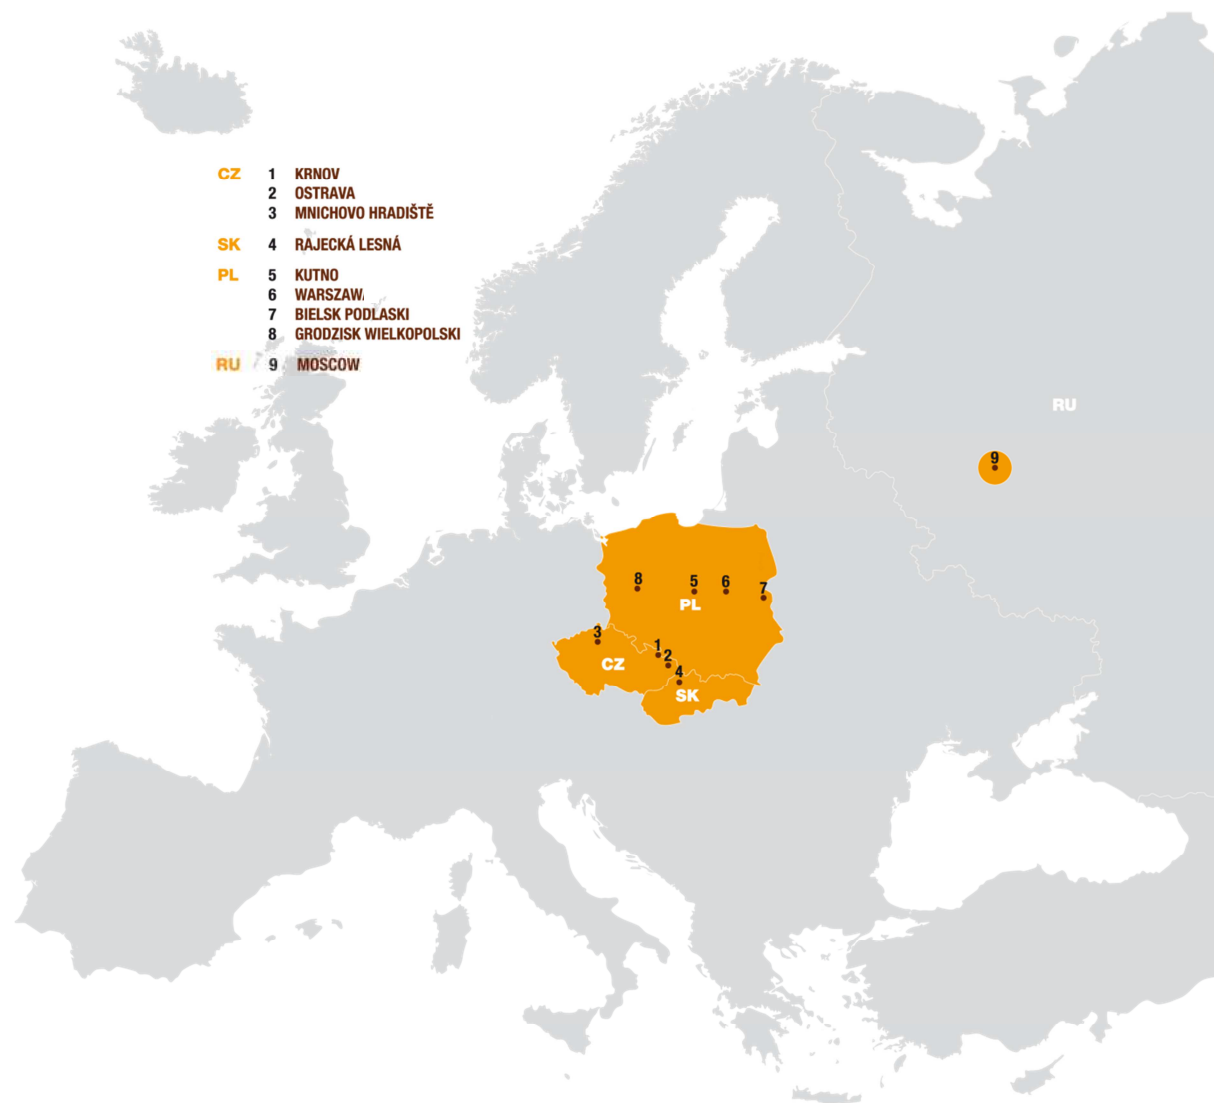 CZ 1 KRNOV
2 OSTRAVA
3 MNICHOVO HRADIŠTĚ
SK 4 RAJECKÁ LESNÁ
PL 5 KUTNO
6 WARSZAW
7 BIELSK PODLASKI
8 GRODZISK WIELKOPOLSKI
RU 9 MOSCOW
RU
9
8
5
6
7
PL
3
1
2
CZ
4
SK